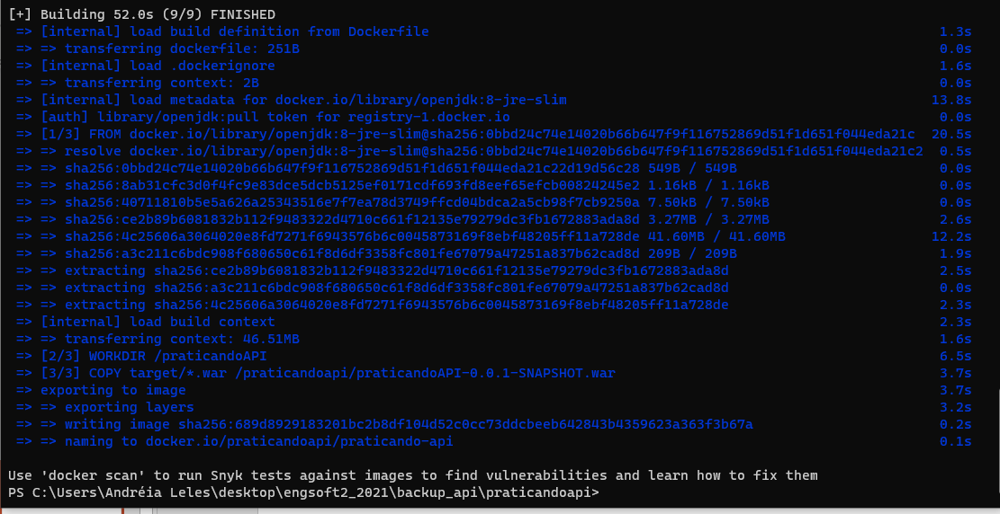 [+] Building 52.0s (9/9) FINISHED
=> [internal] load build definition from Dockerfile 1.3s
=> => transferring dockerfile: 251B 0.0s
=> [internal] load .dockerignore 1.6s
=> => transferring context: 2B 0.0s
=> [internal] load metadata for docker.io/library/openjdk:8-jre-slim 13.8s
=> [auth] library/openjdk:pull token for registry-1.docker.io 0.0s
=> [1/3] FROM docker.io/library/openjdk:8-jre-slim@sha256:0bbd24c74e14020b66b647f9f116752869d51f1d651f044eda21c 20.5s
=> => resolve docker.io/library/openjdk:8-jre-slim@sha256:0bbd24c74e14020b66b647f9f116752869d51f1d651f044eda21c2 0.5s
=> => sha256:0bbd24c74e14020b66b647f9f116752869d51f1d651f044eda21c22d19d56c28 549B / 549B 0.0s
=> => sha256:8ab31cfc3d0f4fc9e83dce5dcb5125ef0171cdf693fd8eef65efcb00824245e2 1.16kB / 1.16kB 0.0s
=> => sha256:40711810b5e5a626a25343516e7f7ea78d3749ffcd04bdca2a5cb98f7cb9250a 7.50kB / 7.50kB 0.0s
=> => sha256:ce2b89b6081832b112f9483322d4710c661f12135e79279dc3fb1672883ada8d 3.27MB / 3.27MB 2.6s
=> => sha256:4c25606a3064020e8fd7271f6943576b6c0045873169f8ebf48205ff11a728de 41.60MB / 41.60MB 12.2s
=> => sha256:a3c211c6bdc908f680650c61f8d6df3358fc801fe67079a47251a837b62cad8d 209B / 209B 1.9s
=> => extracting sha256:ce2b89b6081832b112f9483322d4710c661f12135e79279dc3fb1672883ada8d 2.5s
=> => extracting sha256:a3c211c6bdc908f680650c61f8d6df3358fc801fe67079a47251a837b62cad8d 0.0s
=> => extracting sha256:4c25606a3064020e8fd7271f6943576b6c0045873169f8ebf48205ff11a728de 2.3s
=> [internal] load build context 2.3s
=> => transferring context: 46.51MB 1.6s
=> [2/3] WORKDIR /praticandoAPI 6.5s
=> [3/3] COPY target/*.war /praticandoapi/praticandoAPI-0.0.1-SNAPSHOT.war 3.7s
=> exporting to image 3.7s
=> => exporting layers 3.2s
=> => writing image sha256:689d8929183201bc2b8df104d52c0cc73ddcbeeb642843b4359623a363f3b67a 0.2s
=> => naming to docker.io/praticandoapi/praticando-api 0.1s
Use 'docker scan' to run Snyk tests against images to find vulnerabilities and learn how to fix them
PS C:\Users\Andréia Leles\desktop\engsoft2_2021\backup_api\praticandoapi>